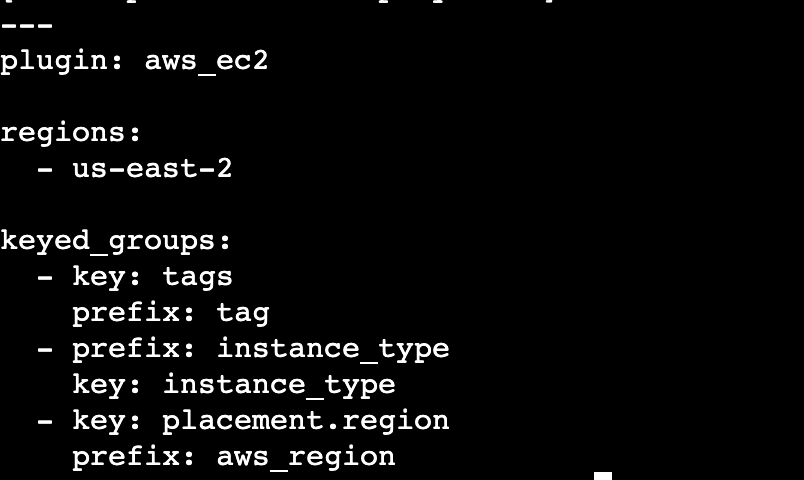 ---
plugin: aws_ec2
regions:
  - us-east-2
keyed_groups:
  - key: tags
    prefix: tag
  - prefix: instance_type
    key: instance_type
  - key: placement.region
    prefix: aws_region